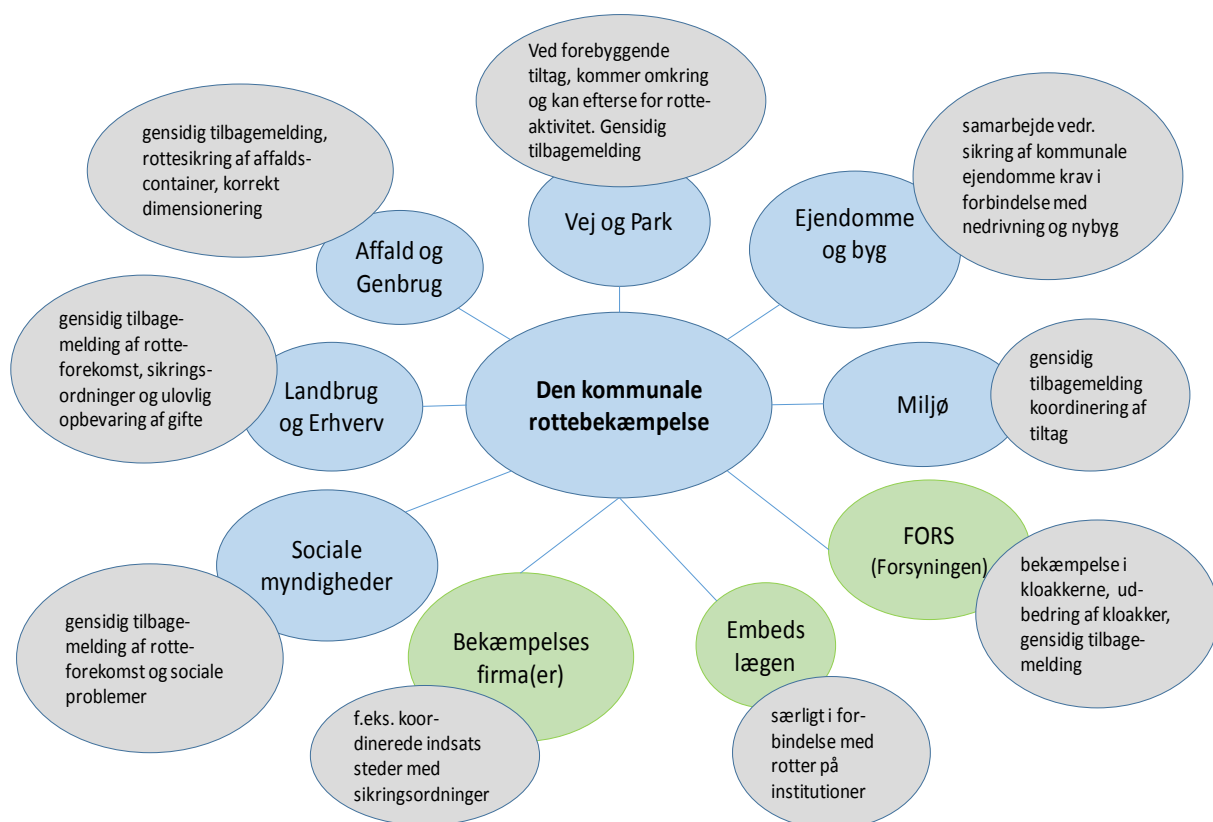 Ved forebyggende
tiltag, kommer omkring
og kan efterse for rotte-
aktivitet. Gensidig
tilbagemelding
Vej og Park
gensidig tilbagemelding,
rottesikring af affalds-
container, korrekt
dimensionering
Affald og
Genbrug
samarbejde vedr.
sikring af kommunale
ejendomme krav i
forbindelse med
nedrivning og nybyg
Ejendomme
og byg
gensidig tilbage-
melding af rotte-
forekomst, sikrings-
ordninger og ulovlig
opbevaring af gifte
Landbrug
og Erhverv
Den kommunale
rottebekæmpelse
Miljø
gensidig
tilbagemelding
koordinering af
tiltag
Sociale
myndigheder
gensidig tilbage-
melding af rotte-
forekomst og sociale
problemer
Bekæmpelses
firma(er)
f.eks. koor-
dinerede indsats
steder med
sikringsordninger
Embeds
lægen
særligt i for-
bindelse med
rotter på
institutioner
FORS
(Forsyningen)
bekæmpelse i
kloakkerne, ud-
bedring af kloakker,
gensidig tilbage-
melding